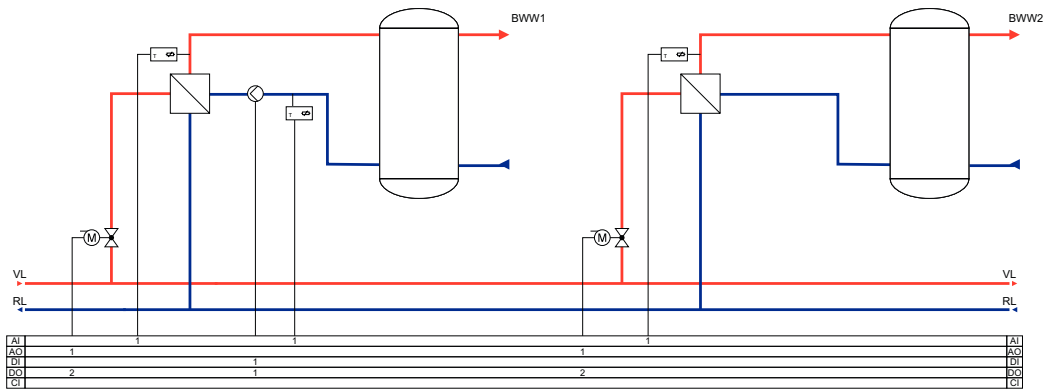 BWW1
BWW2
T
T
T
M
M
VL
VL
RL
RL
AI 1 1 1 AI
AO 1 1 AO
DI 1 DI
DO 2 1 2 DO
CI CI